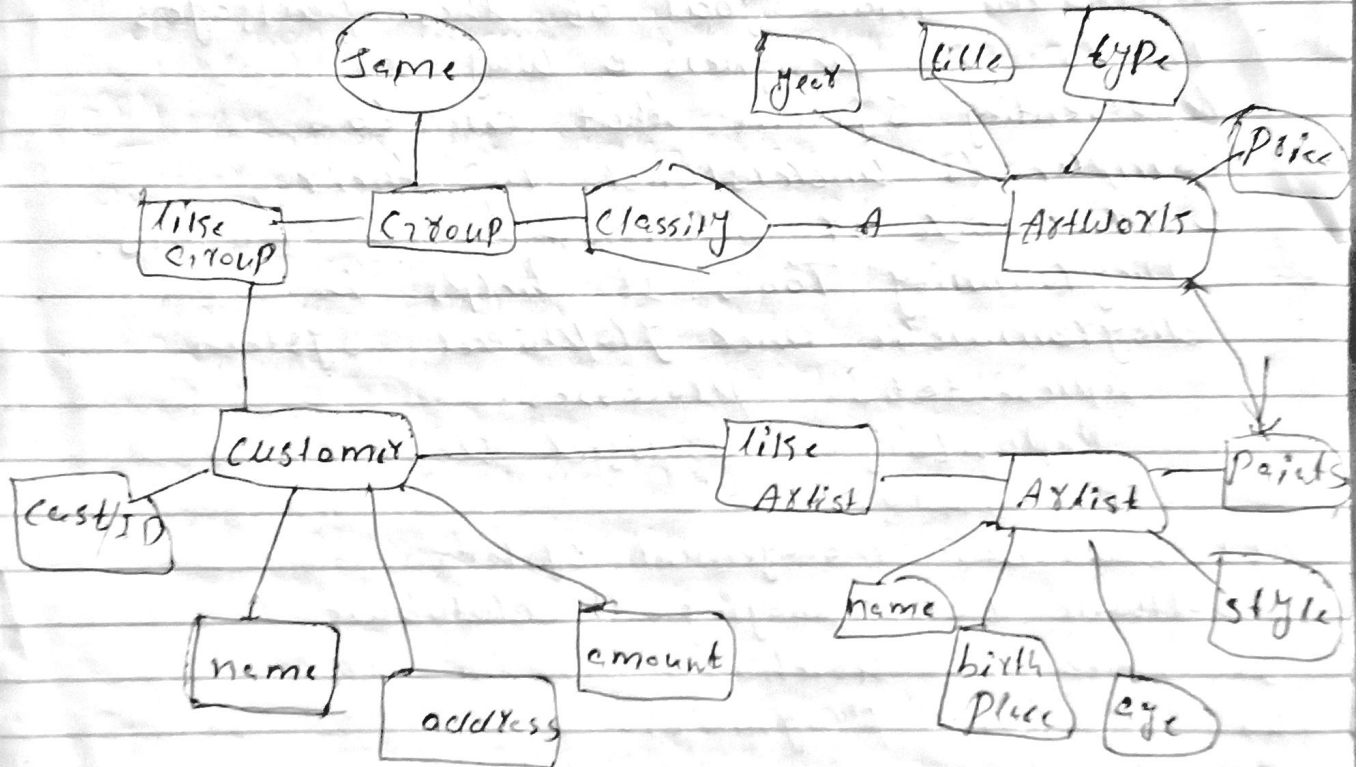 Name
year
title
type
Price
like
Group
Group
Classify
A
ArtWork
Customer
like
Artist
Artist
Paints
Cust/ID
name
style
name
address
amount
birth
Place
age